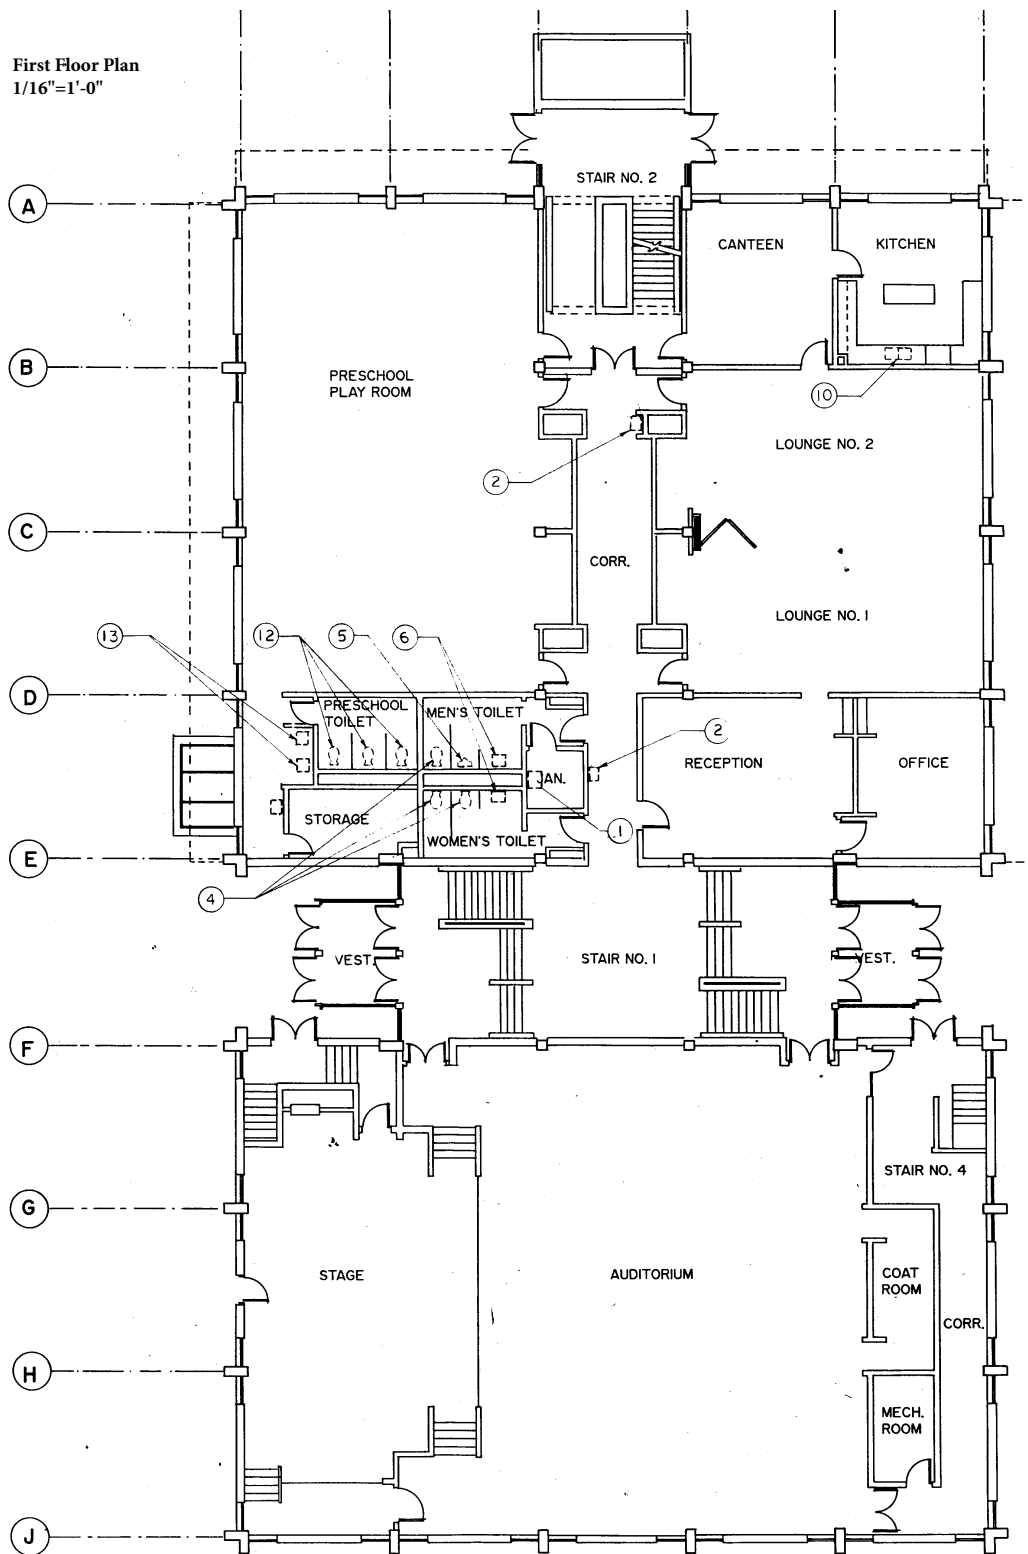 First Floor Plan
1/16"=1'-0"
STAIR NO. 2
A
CANTEEN
KITCHEN
B
PRESCHOOL
PLAY ROOM
10
LOUNGE NO. 2
2
C
CORR.
LOUNGE NO. 1
13
12
5
6
D
PRESCHOOL
TOILET
MEN'S TOILET
2
RECEPTION
OFFICE
JAN.
STORAGE
1
WOMEN'S TOILET
E
4
VEST.
STAIR NO. 1
VEST.
F
STAIR NO. 4
G
STAGE
AUDITORIUM
COAT
ROOM
CORR.
H
MECH.
ROOM
J